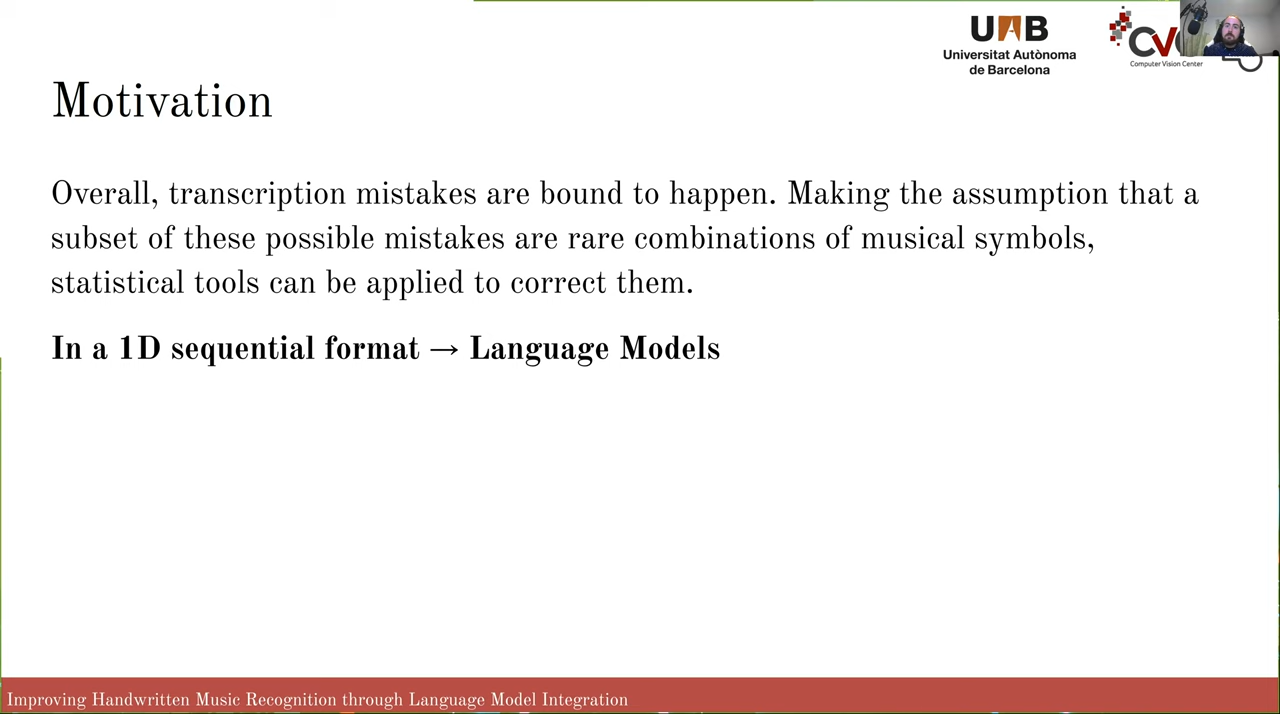 UAB
Universitat Autònoma
de Barcelona
CVC
Computer Vision Center
Motivation
Overall, transcription mistakes are bound to happen. Making the assumption that a
subset of these possible mistakes are rare combinations of musical symbols,
statistical tools can be applied to correct them.
In a 1D sequential format → Language Models
Improving Handwritten Music Recognition through Language Model Integration